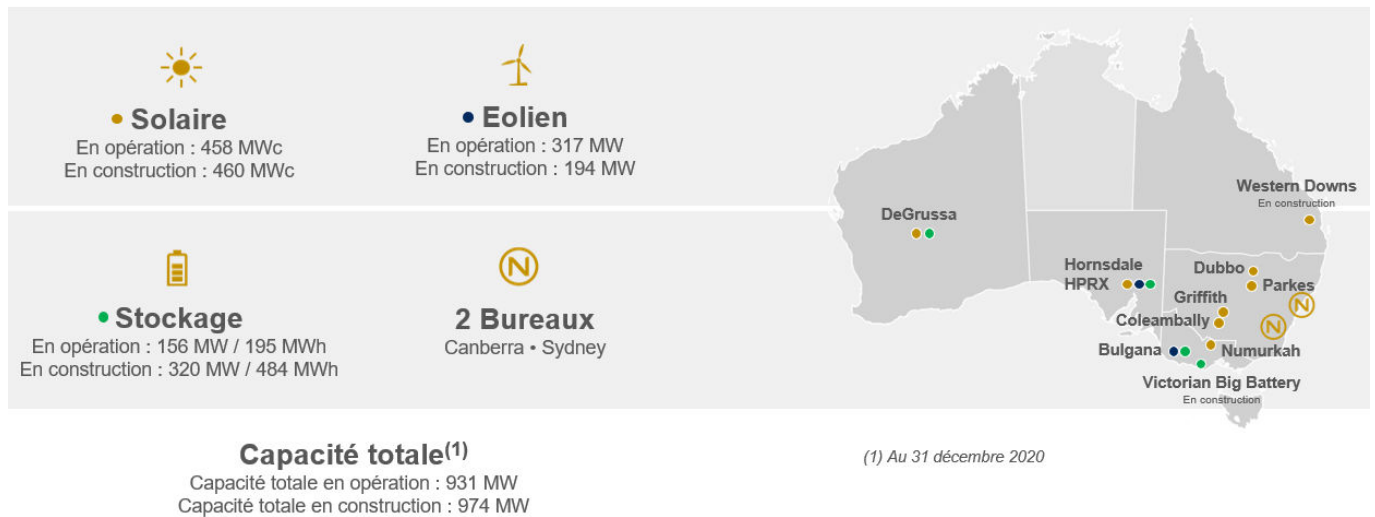 • Solaire
En opération : 458 MWc
En construction : 460 MWc
• Eolien
En opération : 317 MW
En construction : 194 MW
• Stockage
En opération : 156 MW / 195 MWh
En construction : 320 MW / 484 MWh
N
2 Bureaux
Canberra • Sydney
Western Downs
En construction
DeGrussa
Hornsdale
HPRX
Dubbo
Parkes
Griffith
N
Coleambally
N
Bulgana
Numurkah
Victorian Big Battery
En construction
Capacité totale(1)
Capacité totale en opération : 931 MW
Capacité totale en construction : 974 MW
(1) Au 31 décembre 2020